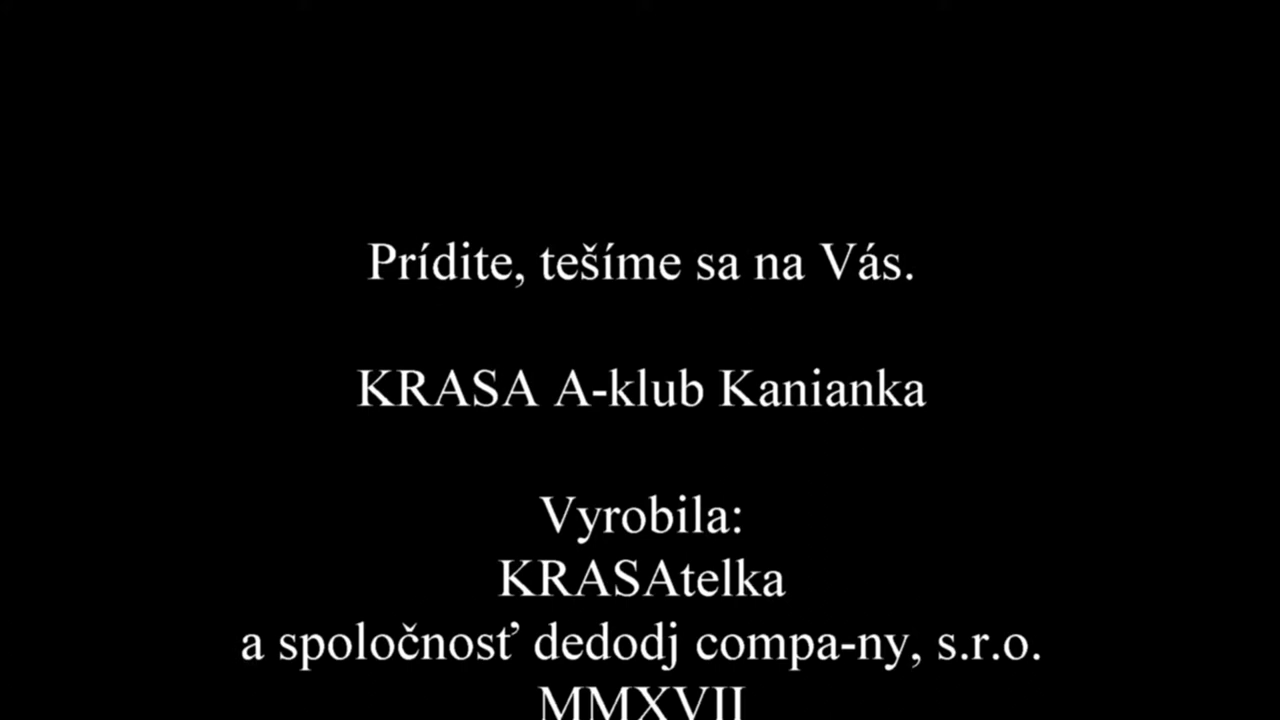 Prídite, tešíme sa na Vás.
KRASA A-klub Kanianka
Vyrobila:
KRASAtelka
a spoločnosť dedodj compa-ny, s.r.o.
MMXVII